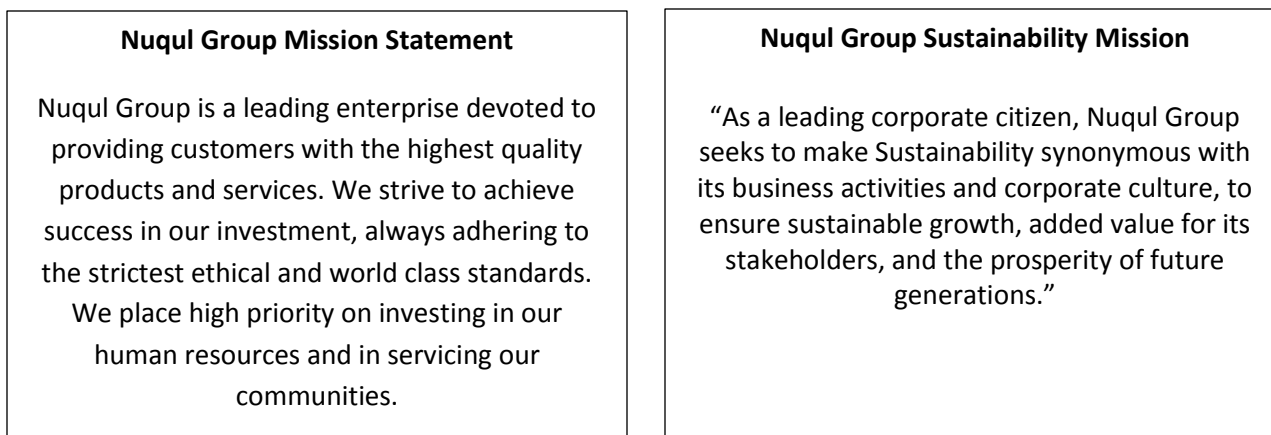 Nuqul Group Mission Statement
Nuqul Group is a leading enterprise devoted to
providing customers with the highest quality
products and services. We strive to achieve
success in our investment, always adhering to
the strictest ethical and world class standards.
We place high priority on investing in our
human resources and in servicing our
communities.
Nuqul Group Sustainability Mission
“As a leading corporate citizen, Nuqul Group
seeks to make Sustainability synonymous with
its business activities and corporate culture, to
ensure sustainable growth, added value for its
stakeholders, and the prosperity of future
generations.”